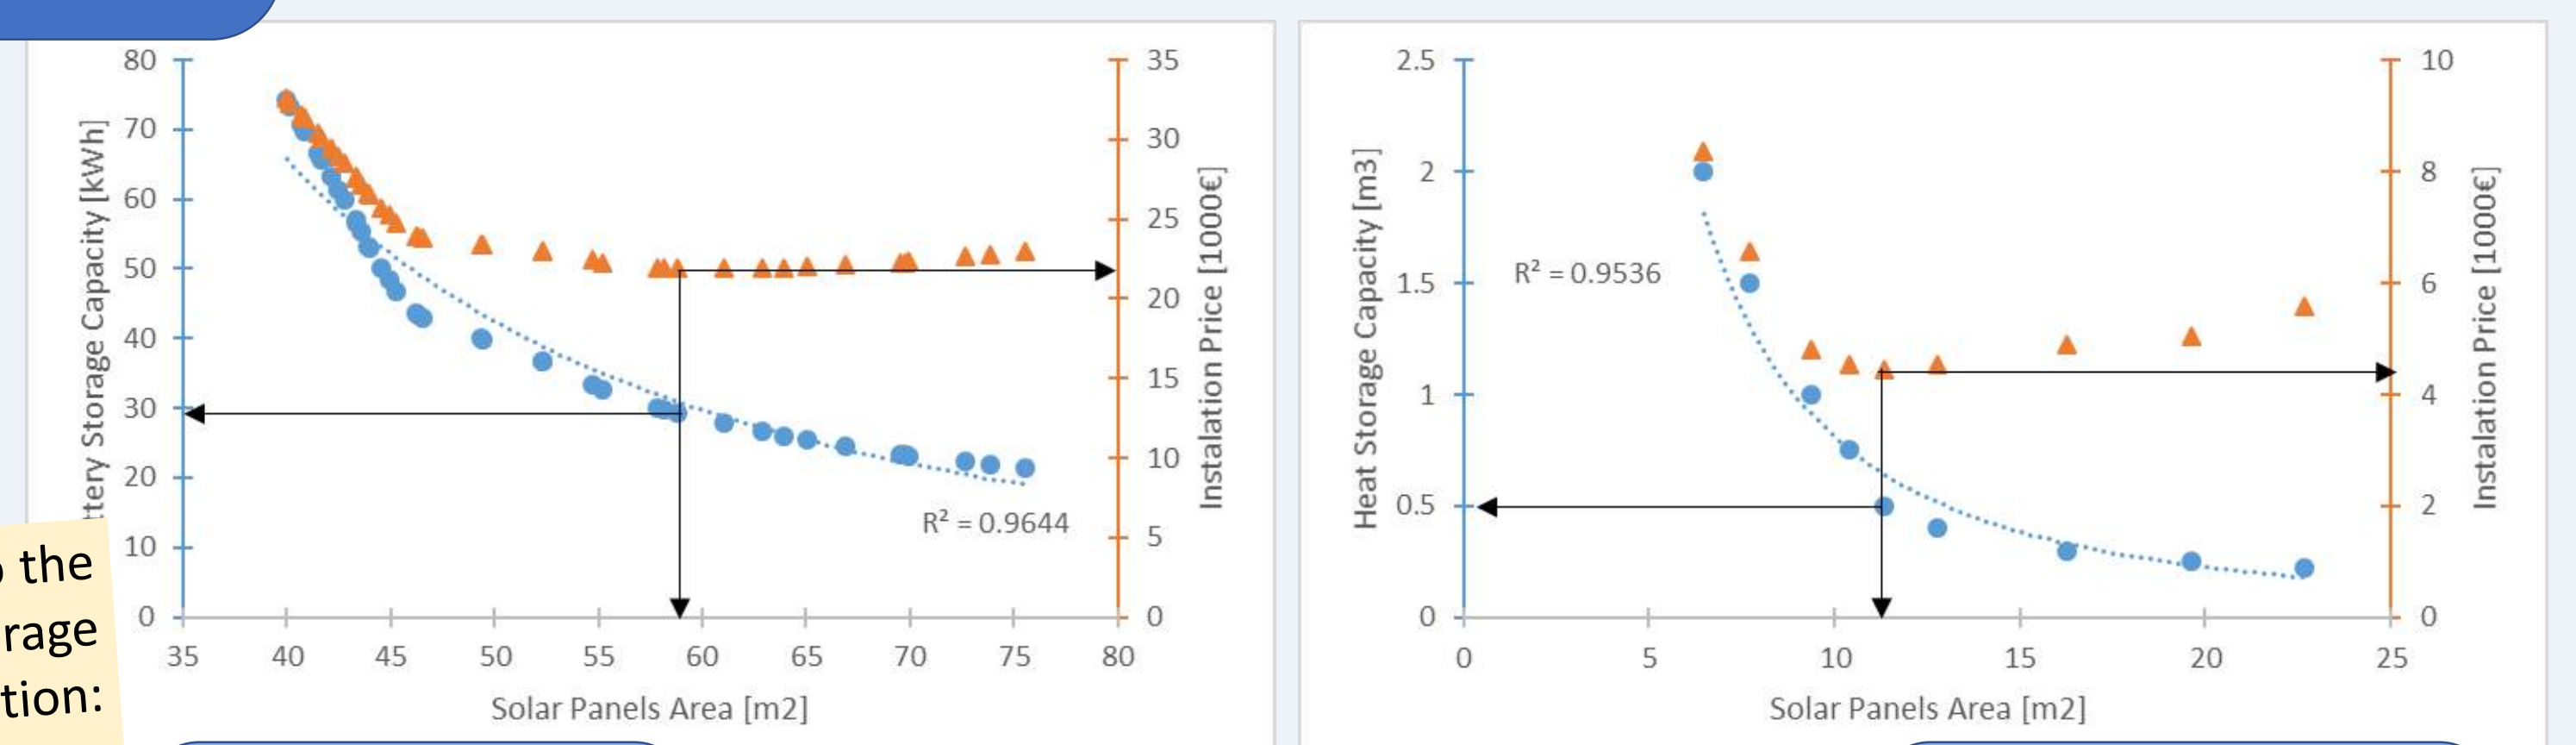 80
70
60
50
40
30
20
10
0
ttery Storage Capacity [kWh]
35
30
25
20
15
10
5
0
Instalation Price [1000€]
R² = 0.9644
35 40 45 50 55 60 65 70 75 80
Solar Panels Area [m2]
the
rage
tion:
2.5
2
1.5
1
0.5
0
Heat Storage Capacity [m3]
R² = 0.9536
10
8
6
4
2
0
Instalation Price [1000€]
0 5 10 15 20 25
Solar Panels Area [m2]